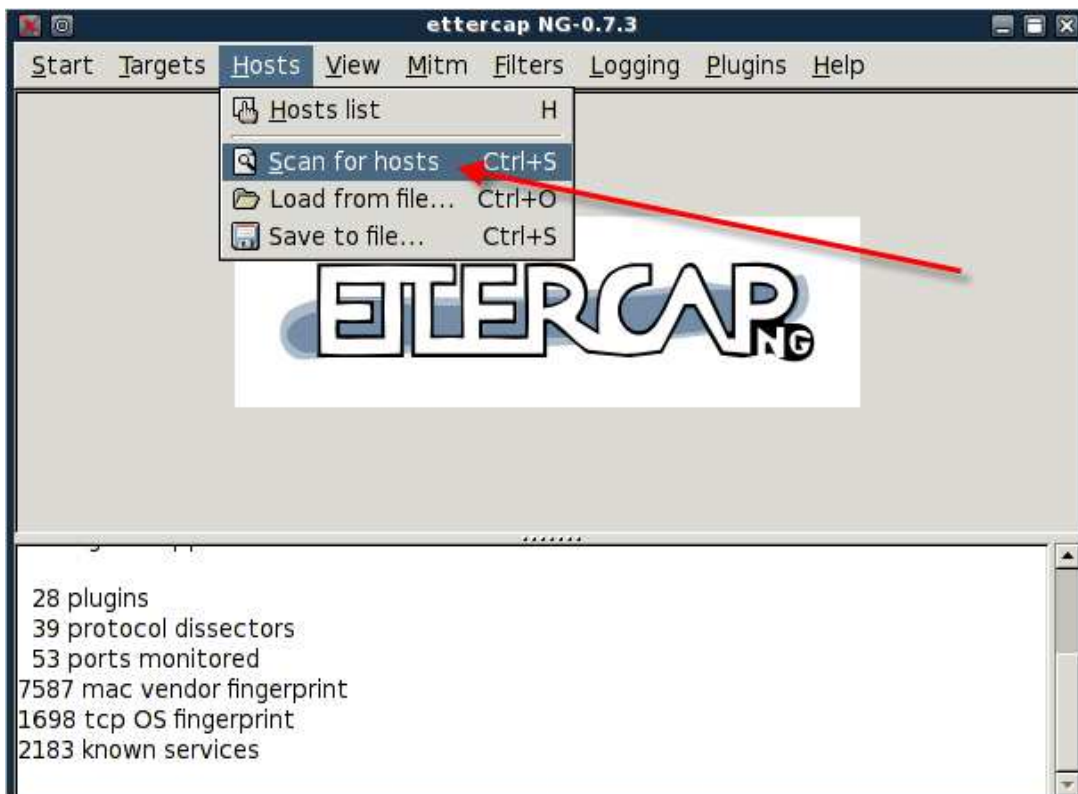 ettercap NG-0.7.3
Start Targets Hosts View Mitm Filters Logging Plugins Help
Hosts list H
Scan for hosts Ctrl+S
Load from file... Ctrl+O
Save to file... Ctrl+S
ETTERCAP NG
28 plugins
39 protocol dissectors
53 ports monitored
7587 mac vendor fingerprint
1698 tcp OS fingerprint
2183 known services